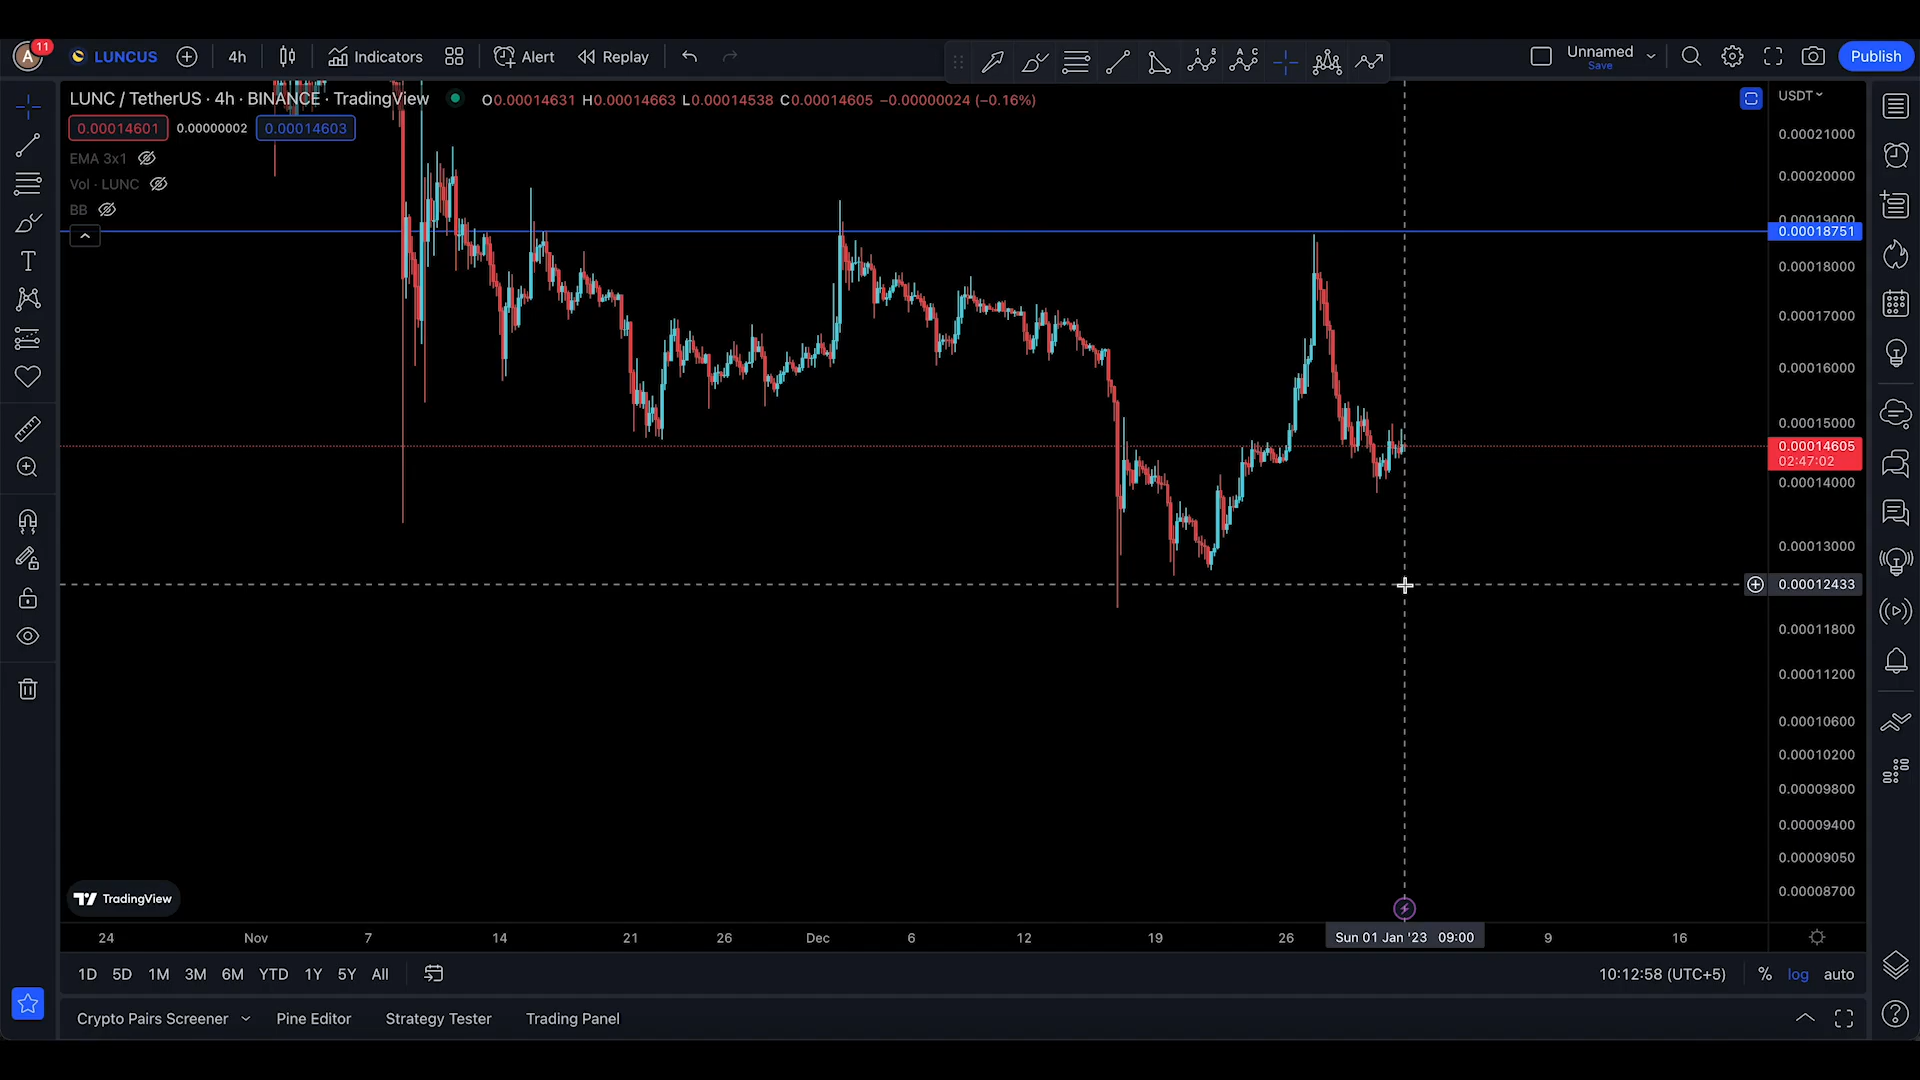 A 11 LUNCUS 4h Indicators Alert Replay 1 5 A C Unnamed Save Publish
LUNC / TetherUS · 4h · BINANCE · TradingView O0.00014631 H0.00014663 L0.00014538 C0.00014605 −0.00000024 (−0.16%) USDT
0.00014601 0.00000002 0.00014603
EMA 3x1
Vol · LUNC
BB
0.00021000
0.00020000
0.00019000
0.00018751
0.00018000
0.00017000
0.00016000
0.00015000
0.00014605
02:47:02
0.00014000
0.00013000
0.00012433
0.00011800
0.00011200
0.00010600
0.00010200
0.00009800
0.00009400
0.00009050
0.00008700
TradingView
24 Nov 7 14 21 26 Dec 6 12 19 26 Sun 01 Jan '23 09:00 9 16
1D 5D 1M 3M 6M YTD 1Y 5Y All 10:12:58 (UTC+5) % log auto
Crypto Pairs Screener Pine Editor Strategy Tester Trading Panel